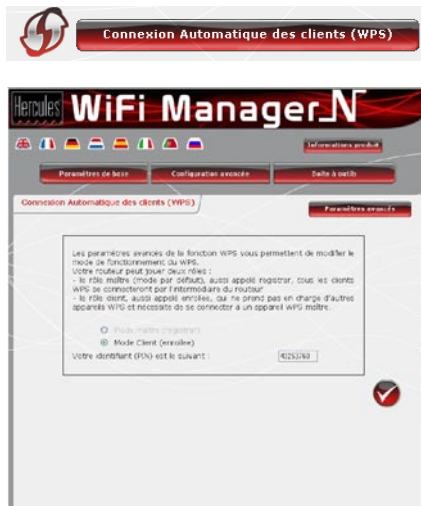 Connexion Automatique des clients (WPS)
Hercules WiFi Manager_N
Informations produit
Paramètres de base
Configuration avancée
Boîte à outils
Connexion Automatique des clients (WPS)
Paramètres avancés
Les paramètres avancés de la fonction WPS vous permettent de modifier le
mode de fonctionnement du WPS.
Votre routeur peut jouer deux rôles :
- le rôle maître (mode par défaut), aussi appelé registrar, tous les clients
WPS se connecteront par l'intermédiaire du routeur
- le rôle client, aussi appelé enrollee, qui ne prend pas en charge d'autres
appareils WPS et nécessite de se connecter à un appareil WPS maître.
Mode maître (registrar)
Mode Client (enrollee)
Votre identifiant (PIN) est le suivant :